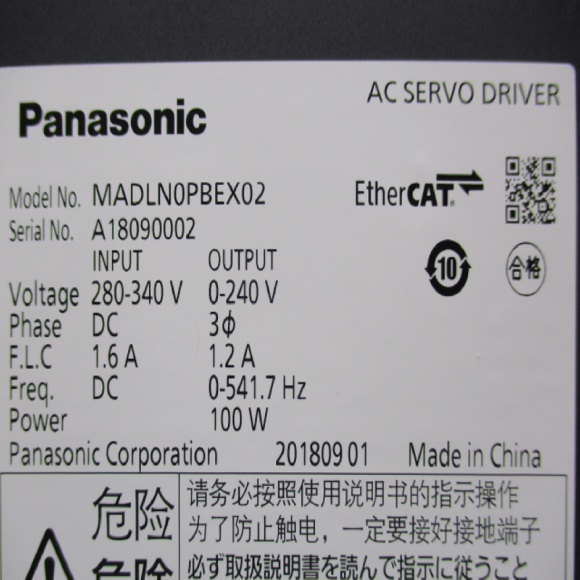 AC SERVO DRIVER
Panasonic
Model No. MADLN0PBEX02
EtherCAT®
Serial No. A18090002
INPUT OUTPUT
10 合格
Voltage 280-340 V 0-240 V
Phase DC 3ϕ
F.L.C 1.6 A 1.2 A
Freq. DC 0-541.7 Hz
Power 100 W
Panasonic Corporation 201809 01 Made in China
危险 请务必按照使用说明书的指示操作
为了防止触电，一定要接好接地端子
危険 必ず取扱説明書を読んで指示に従うこと